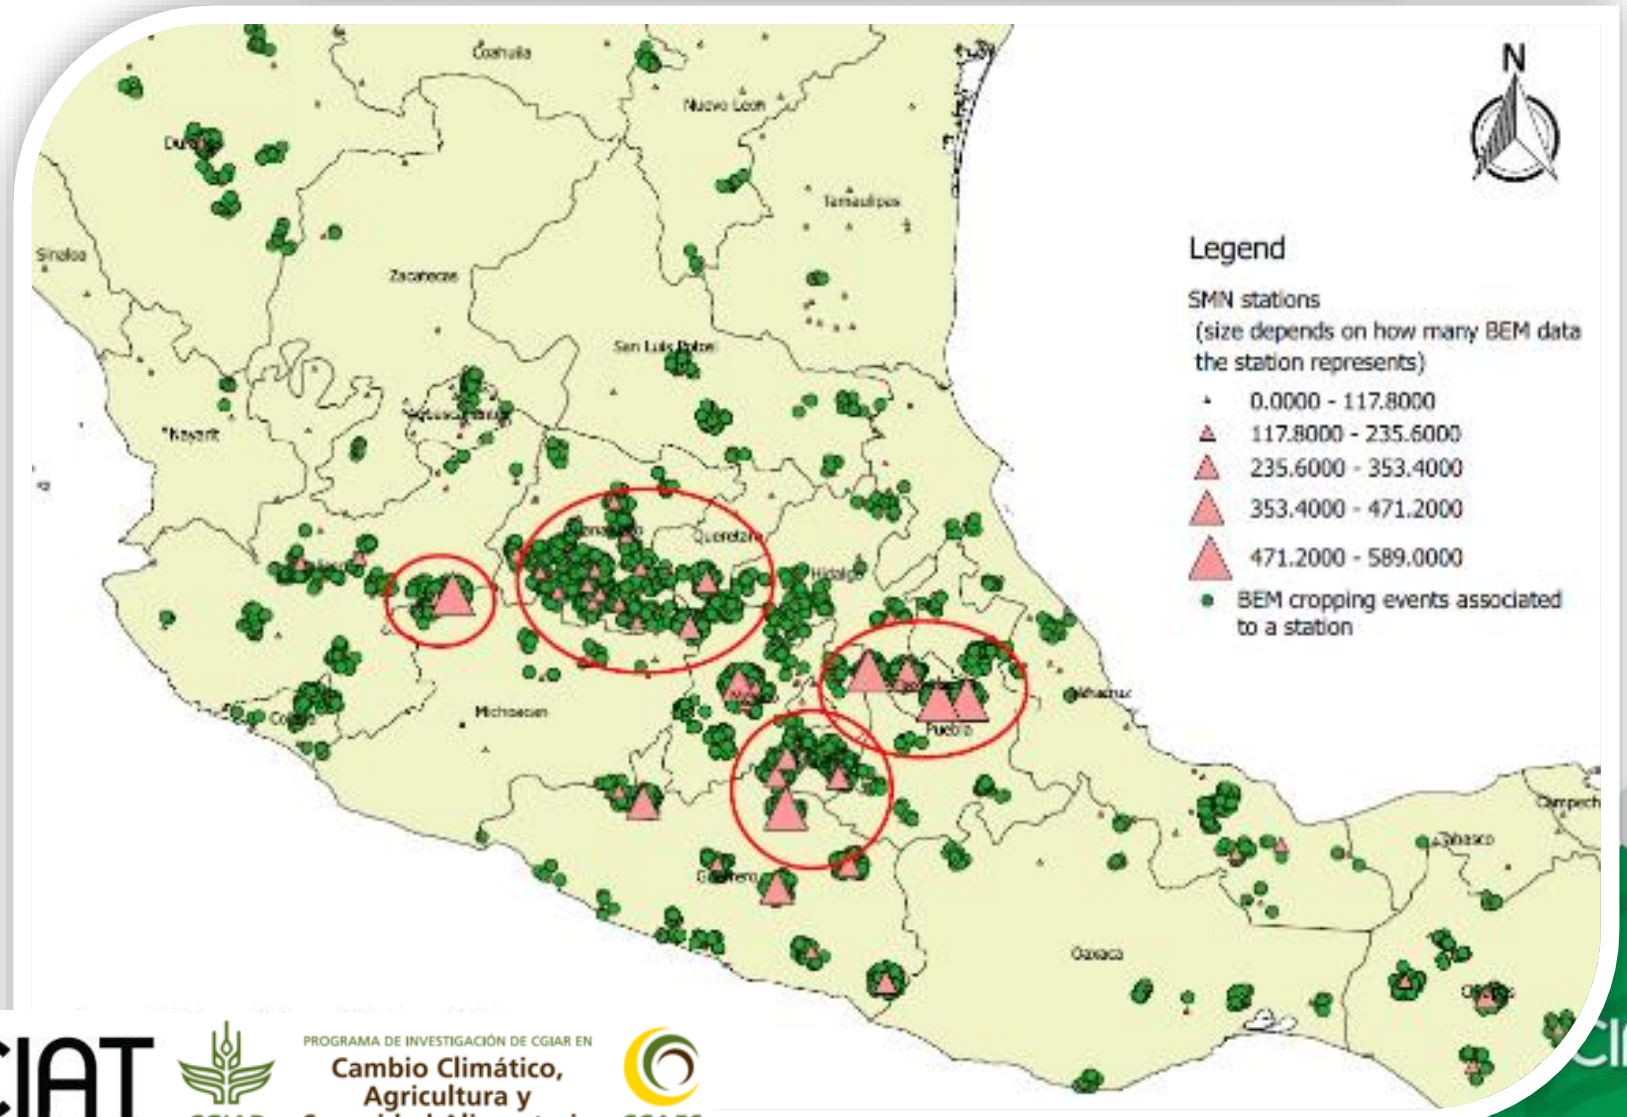 Coahuila
Nuevo Leon
Tamaulipas
Sinaloa
Zacatecas
San Luis Potosi
Nayarit
Queretaro
Hidalgo
Michoacan
Puebla
Oaxaca
Tabasco
N
Legend
SMN stations
(size depends on how many BEM data
the station represents)
0.0000 - 117.8000
117.8000 - 235.6000
235.6000 - 353.4000
353.4000 - 471.2000
471.2000 - 589.0000
BEM cropping events associated
to a station
CIAT
PROGRAMA DE INVESTIGACIÓN DE CGIAR EN
Cambio Climático,
Agricultura y